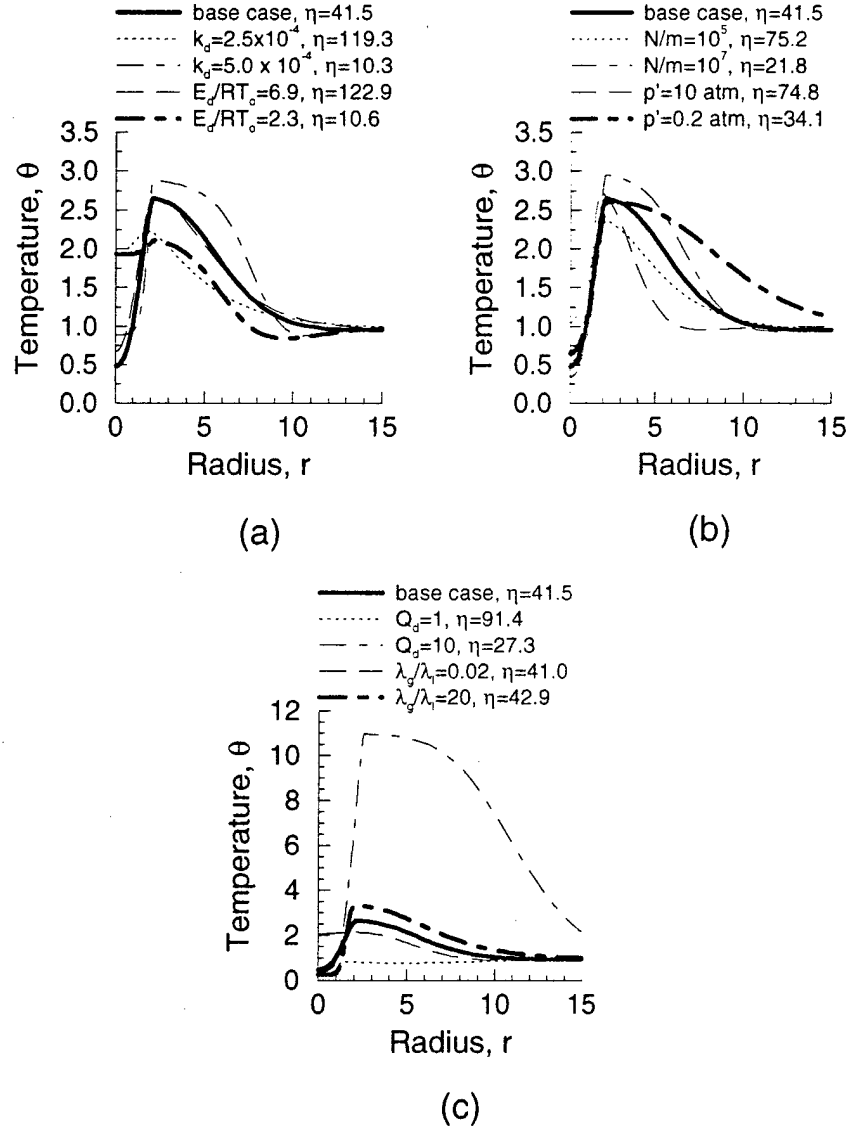 base case, η=41.5
k_d=2.5x10^-4, η=119.3
k_d=5.0 x 10^-4, η=10.3
E_d/RT_o=6.9, η=122.9
E_d/RT_o=2.3, η=10.6
3.5
3.0
2.5
2.0
1.5
1.0
0.5
0.0
Temperature, θ
0 5 10 15
Radius, r
(a)
base case, η=41.5
N/m=10^5, η=75.2
N/m=10^7, η=21.8
p'=10 atm, η=74.8
p'=0.2 atm, η=34.1
3.5
3.0
2.5
2.0
1.5
1.0
0.5
0.0
Temperature, θ
0 5 10 15
Radius, r
(b)
base case, η=41.5
Q_d=1, η=91.4
Q_d=10, η=27.3
λ_g/λ_l=0.02, η=41.0
λ_g/λ_l=20, η=42.9
12
10
8
6
4
2
0
Temperature, θ
0 5 10 15
Radius, r
(c)